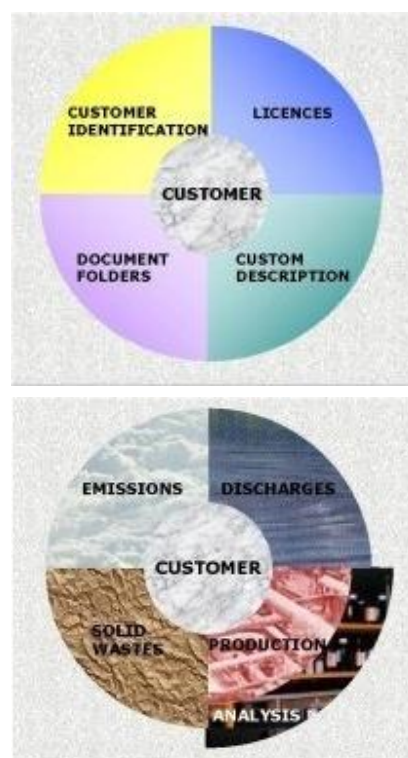 CUSTOMER
IDENTIFICATION
LICENCES
CUSTOMER
DOCUMENT
FOLDERS
CUSTOM
DESCRIPTION
EMISSIONS
DISCHARGES
CUSTOMER
SOLID
WASTES
PRODUCTION
ANALYSIS